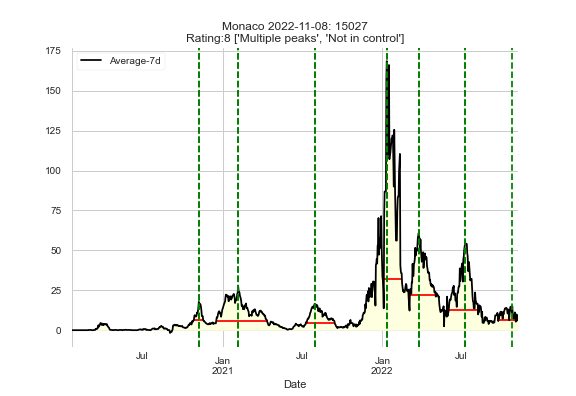 Monaco 2022-11-08: 15027
Rating:8 ['Multiple peaks', 'Not in control']
Average-7d
175
150
125
100
75
50
25
0
Jul
Jan
2021
Jul
Jan
2022
Jul
Date